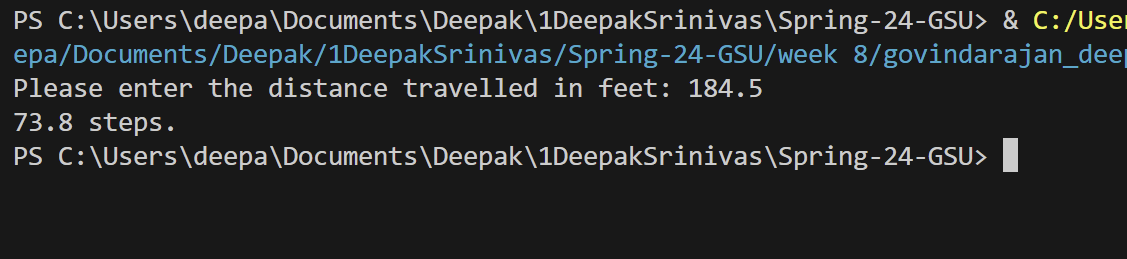 PS C:\Users\deepa\Documents\Deepak\1DeepakSrinivas\Spring-24-GSU> & C:/User
epa/Documents/Deepak/1DeepakSrinivas/Spring-24-GSU/week 8/govindarajan_deep
Please enter the distance travelled in feet: 184.5
73.8 steps.
PS C:\Users\deepa\Documents\Deepak\1DeepakSrinivas\Spring-24-GSU>